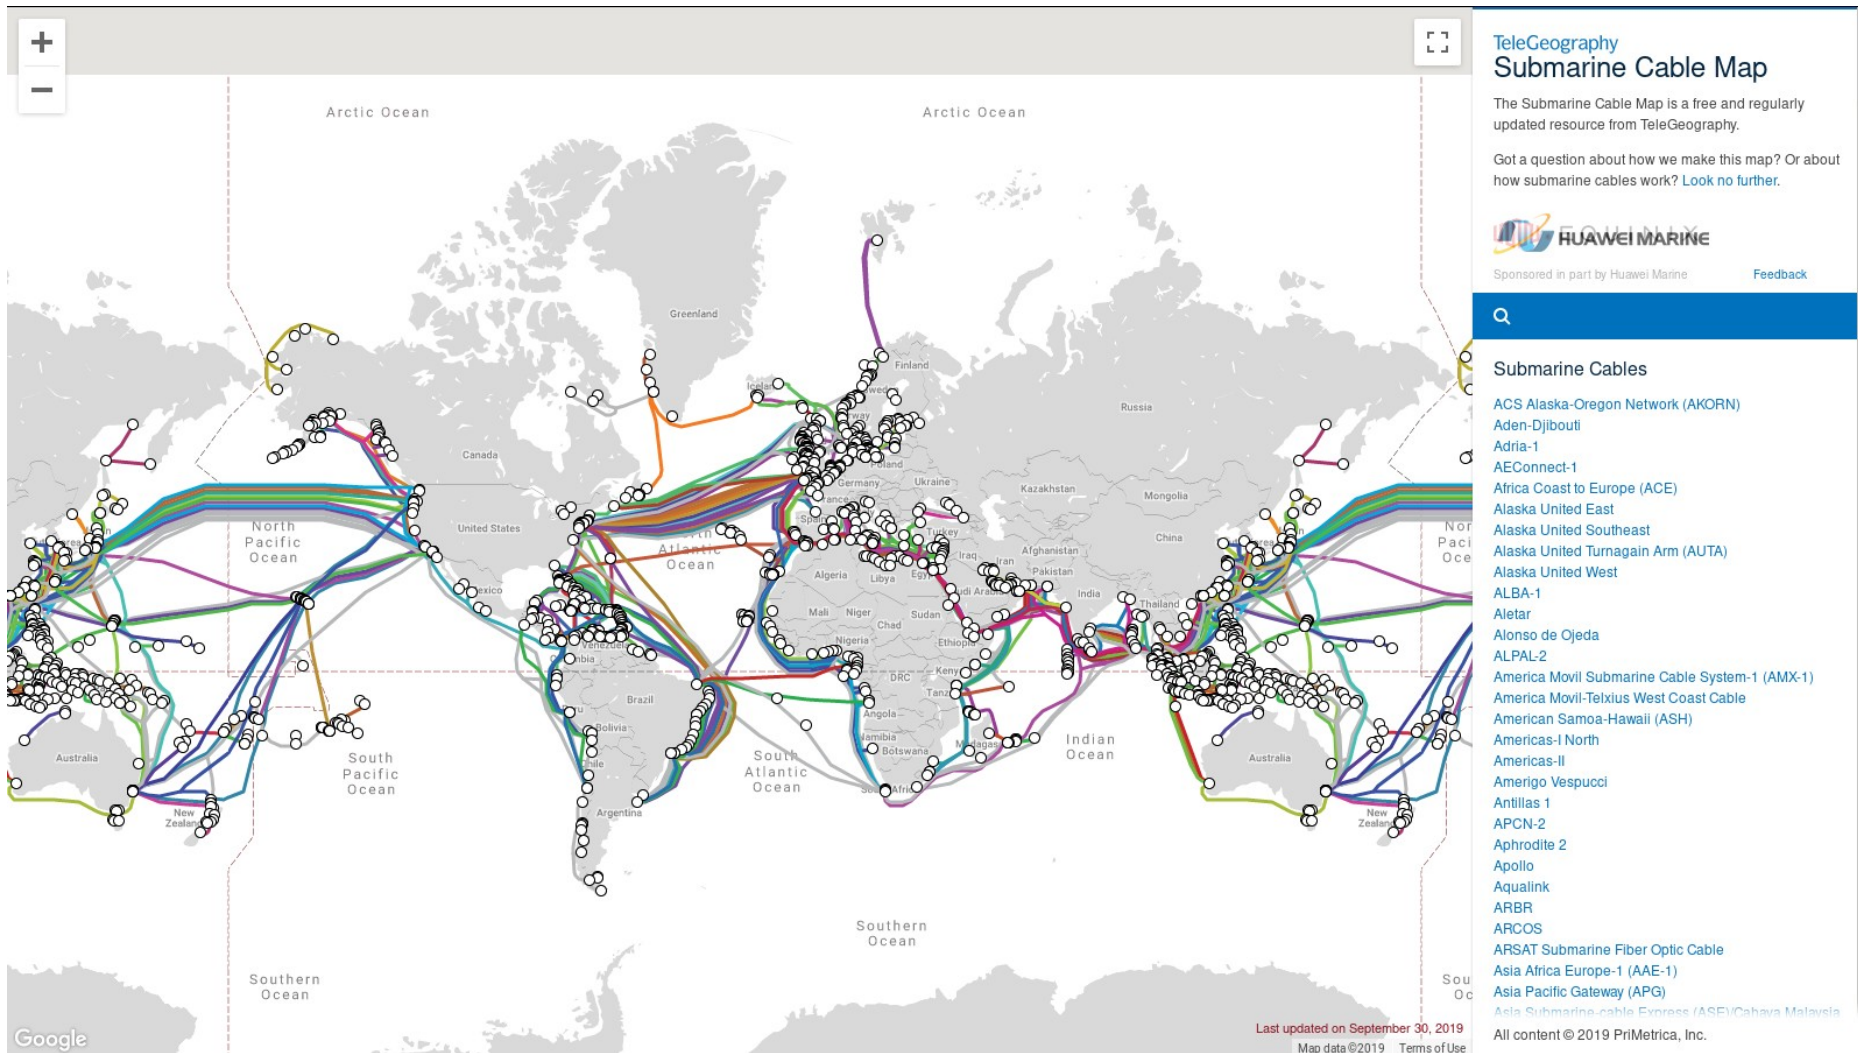 Arctic Ocean
Arctic Ocean
Greenland
Iceland
Finland
Russia
Canada
Poland
Germany
Ukraine
Kazakhstan
Mongolia
North
Pacific
Ocean
United States
Spain
Turkey
China
Atlantic
Ocean
Iraq
Iran
Afghanistan
Pakistan
Algeria
Libya
India
Mali
Niger
Chad
Sudan
Thailand
Nigeria
Ethiopia
Venezuela
DRC
Brazil
Angola
Bolivia
Namibia
Botswana
Australia
South
Pacific
Ocean
South
Atlantic
Ocean
Indian
Ocean
Australia
New
Zealand
Argentina
New
Zealand
Southern
Ocean
Southern
Ocean
Google
Last updated on September 30, 2019
Map data ©2019 Terms of Use
TeleGeography
Submarine Cable Map
The Submarine Cable Map is a free and regularly
updated resource from TeleGeography.
Got a question about how we make this map? Or about
how submarine cables work? Look no further.
HUAWEI MARINE
Sponsored in part by Huawei Marine Feedback
Submarine Cables
ACS Alaska-Oregon Network (AKORN)
Aden-Djibouti
Adria-1
AEConnect-1
Africa Coast to Europe (ACE)
Alaska United East
Alaska United Southeast
Alaska United Turnagain Arm (AUTA)
Alaska United West
ALBA-1
Aletar
Alonso de Ojeda
ALPAL-2
America Movil Submarine Cable System-1 (AMX-1)
America Movil-Telxius West Coast Cable
American Samoa-Hawaii (ASH)
Americas-I North
Americas-II
Amerigo Vespucci
Antillas 1
APCN-2
Aphrodite 2
Apollo
Aqualink
ARBR
ARCOS
ARSAT Submarine Fiber Optic Cable
Asia Africa Europe-1 (AAE-1)
Asia Pacific Gateway (APG)
Asia Submarine-cable Express (ASE)/Cahaya Malaysia
All content © 2019 PriMetrica, Inc.